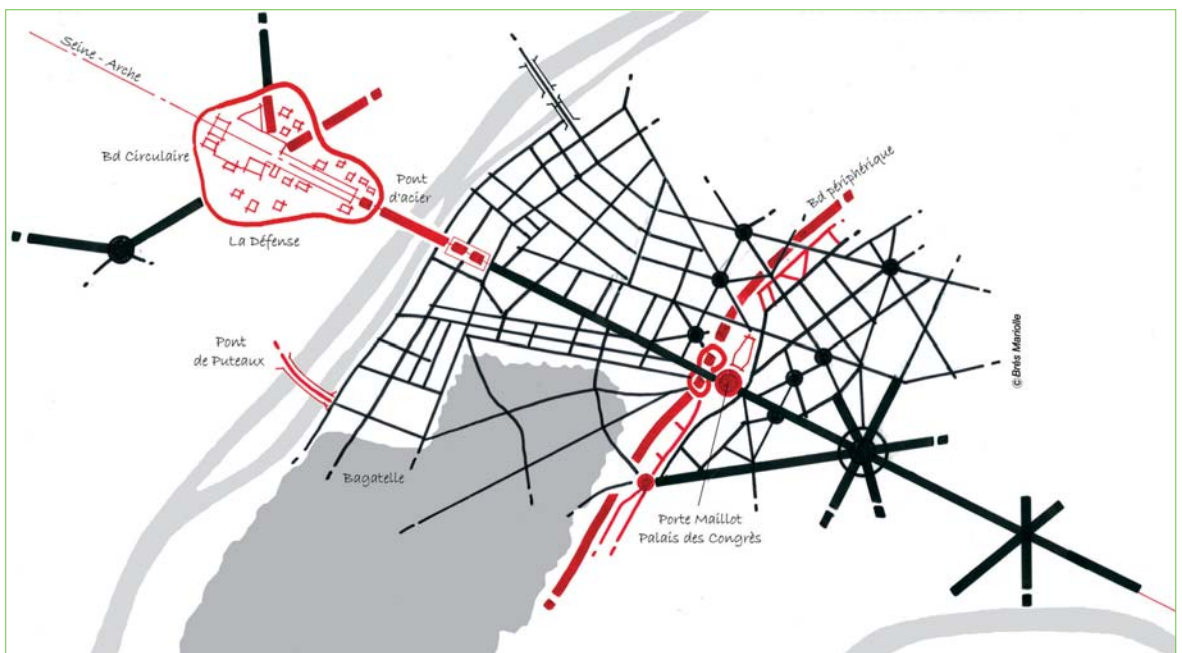 Seine - Arche
Bd Circulaire
Pont
d'acier
La Défense
Bd périphérique
Pont
de Puteaux
Bagatelle
Porte Maillot
Palais des Congrès
© Brès Mariolle